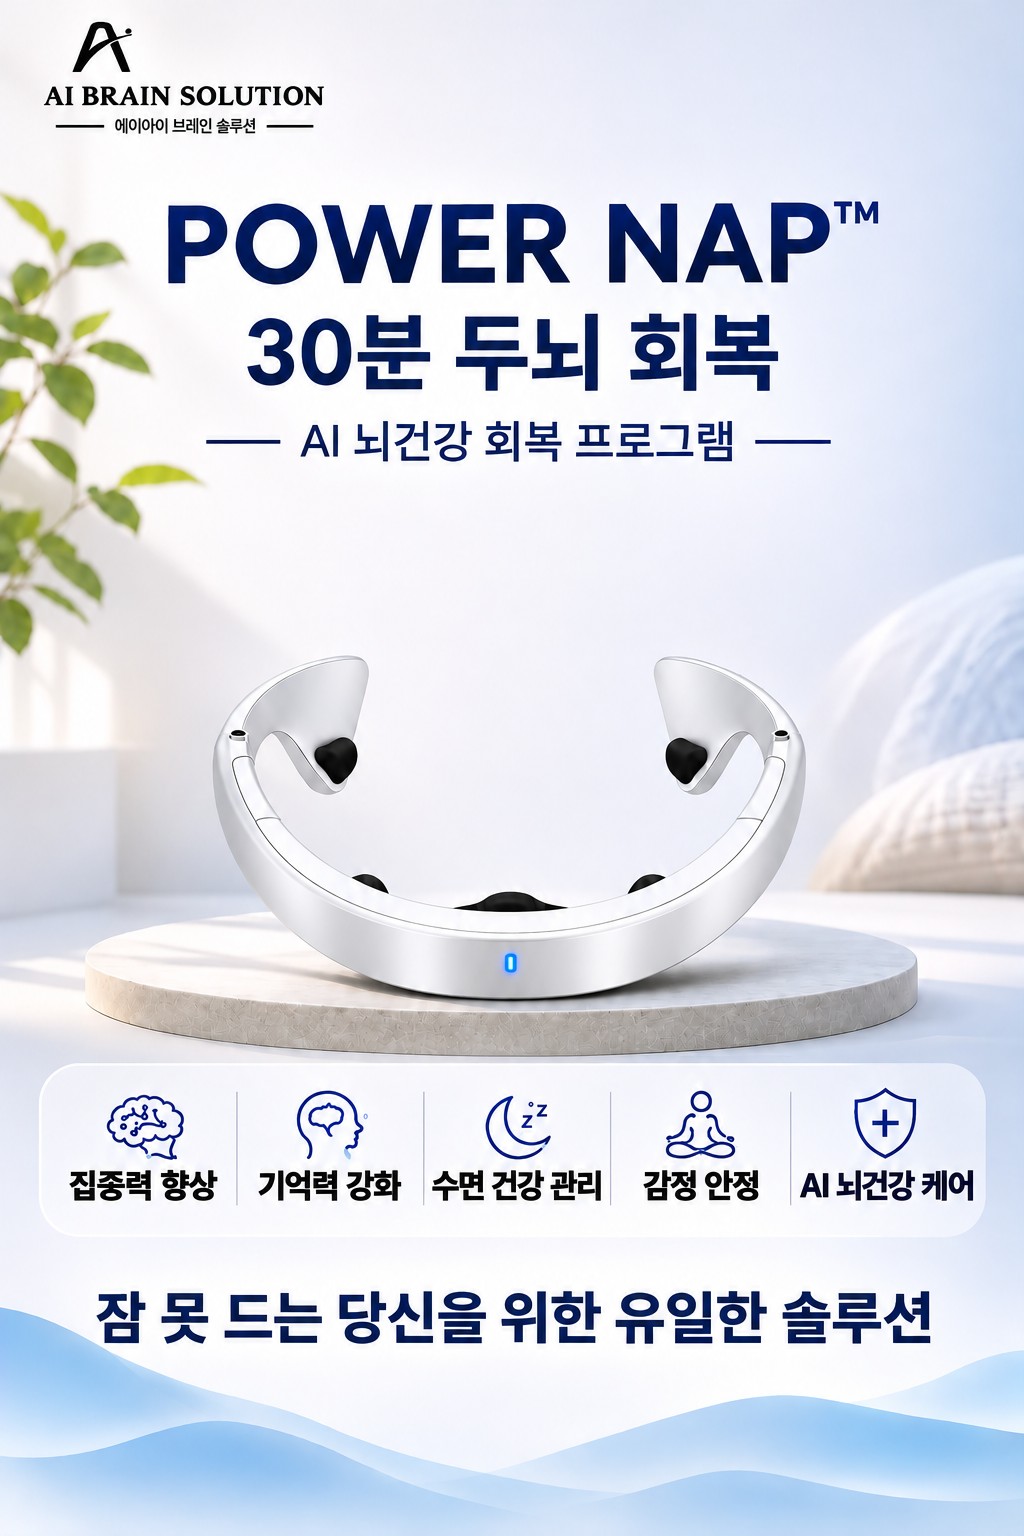 AI BRAIN SOLUTION
에이아이 브레인 솔루션
POWER NAP™
30분 두뇌 회복
AI 뇌건강 회복 프로그램
z z
집중력 향상
기억력 강화
수면 건강 관리
감정 안정
AI 뇌건강 케어
잠 못 드는 당신을 위한 유일한 솔루션